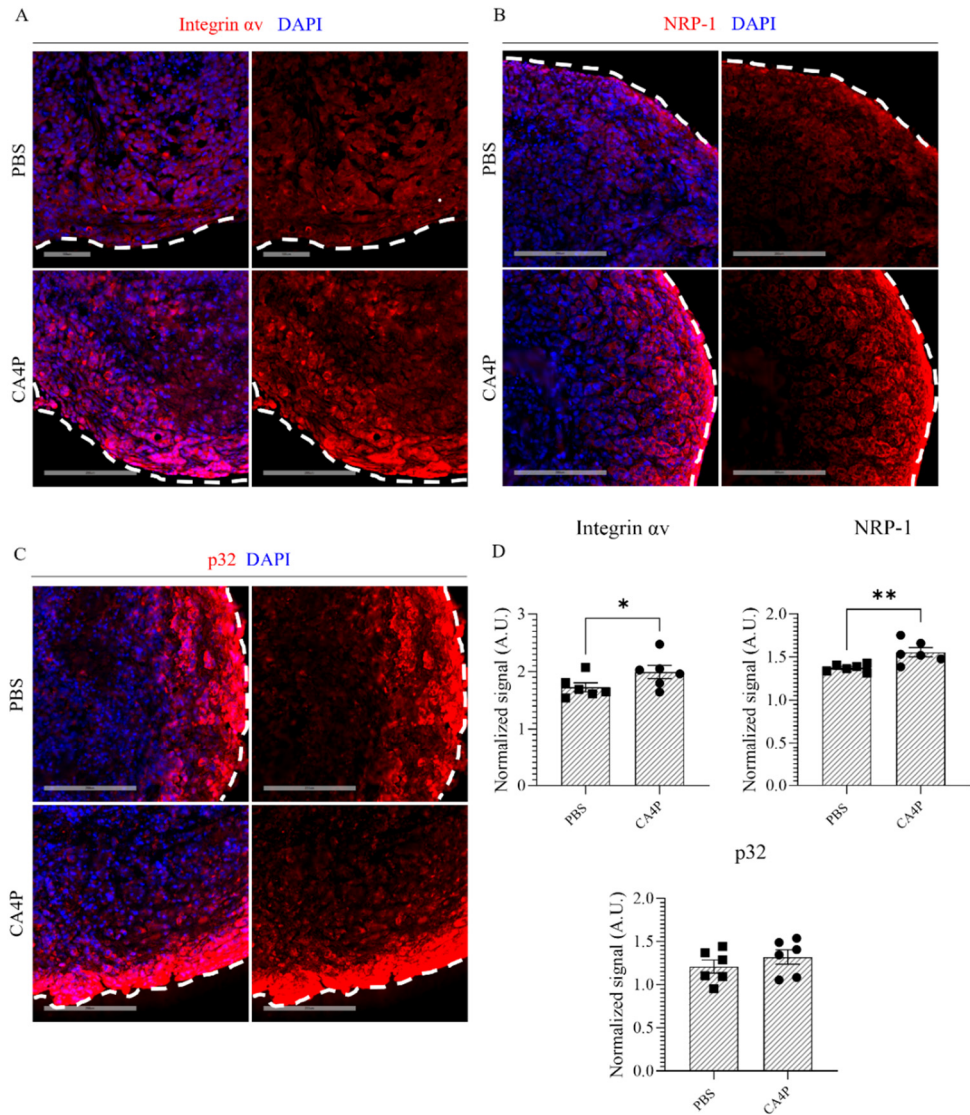 A
Integrin αv DAPI
PBS
CA4P
B
NRP-1 DAPI
PBS
CA4P
C
p32 DAPI
PBS
CA4P
D
Integrin αv
Normalized signal (A.U.)
3
2
1
0
*
PBS
CA4P
NRP-1
Normalized signal (A.U.)
2.0
1.5
1.0
0.5
0.0
**
PBS
CA4P
p32
Normalized signal (A.U.)
2.0
1.5
1.0
0.5
0.0
PBS
CA4P